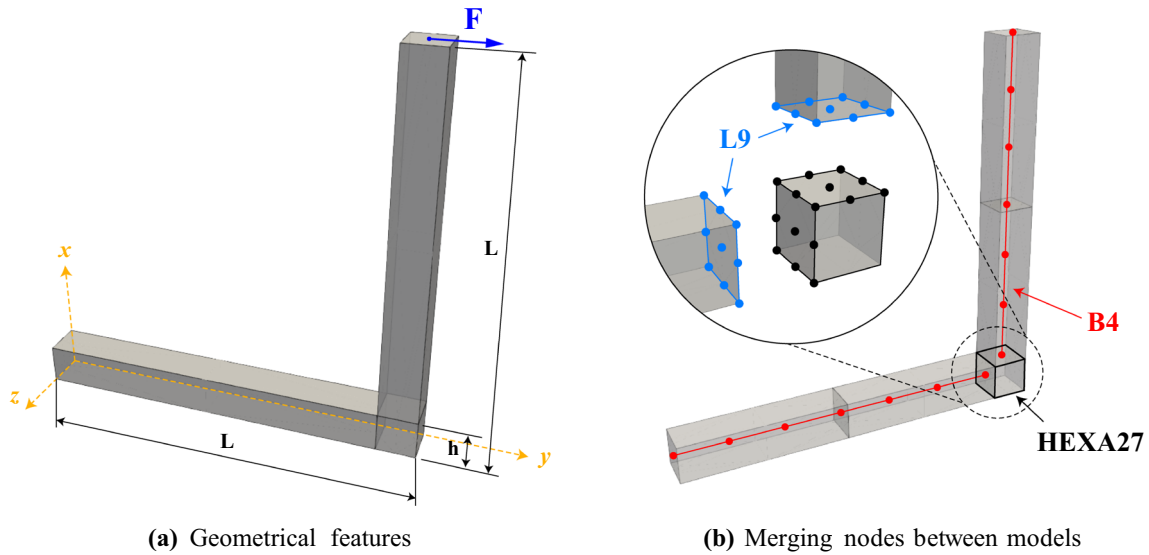 F
x
L
z
L
h
y
(a) Geometrical features
L9
B4
HEXA27
(b) Merging nodes between models